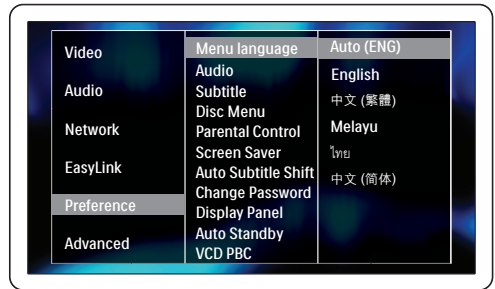 Video
Audio
Network
EasyLink
Preference
Advanced
Menu language
Audio
Subtitle
Disc Menu
Parental Control
Screen Saver
Auto Subtitle Shift
Change Password
Display Panel
Auto Standby
VCD PBC
Auto (ENG)
English
中文 (繁體)
Melayu
ไทย
中文 (简体)